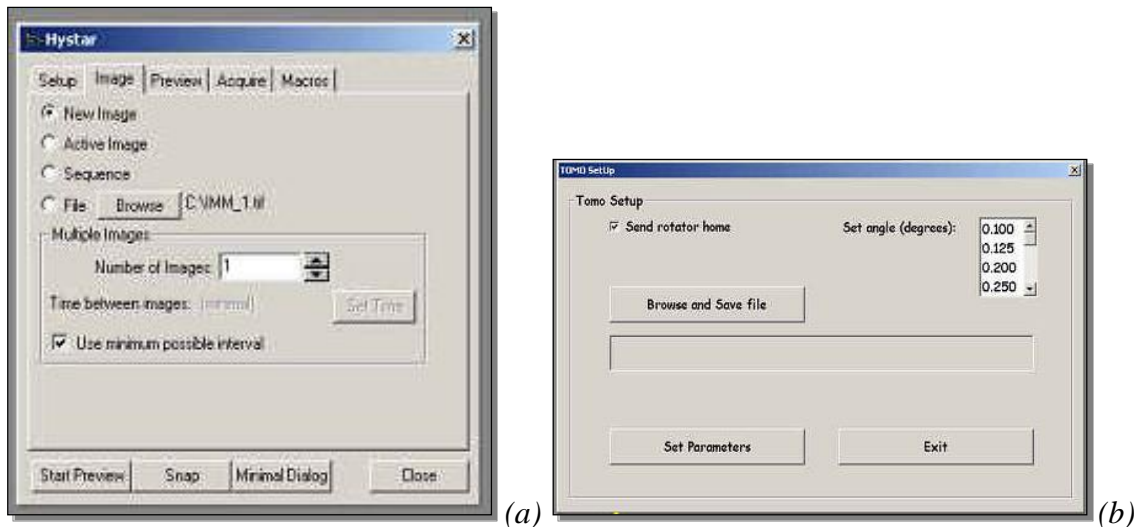 Hystar
Setup Image Preview Acquire Macros
New Image
Active Image
Sequence
File Browse C:\IMM_1.tif
Multiple Images
Number of Images: 1
Time between images: (minimal) Set Time
Use minimum possible interval
Start Preview Snap Minimal Dialog Close
(a)
TOMO SetUp
Tomo Setup
Send rotator home Set angle (degrees): 0.100
0.125
0.200
0.250
Browse and Save file
Set Parameters Exit
(b)